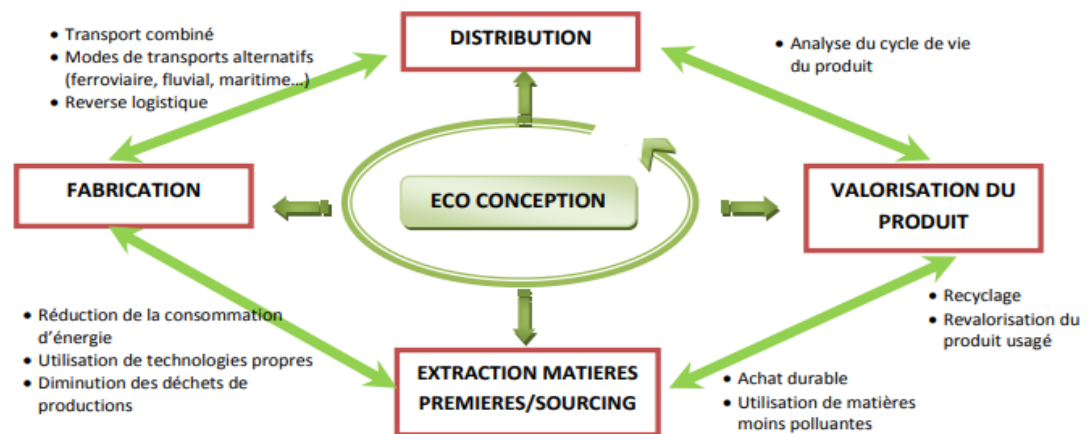 • Transport combiné
• Modes de transports alternatifs
(ferroviaire, fluvial, maritime…)
• Reverse logistique
DISTRIBUTION
• Analyse du cycle de vie
du produit
FABRICATION
ECO CONCEPTION
VALORISATION DU
PRODUIT
• Réduction de la consommation
d’énergie
• Utilisation de technologies propres
• Diminution des déchets de
productions
EXTRACTION MATIERES
PREMIERES/SOURCING
• Recyclage
• Revalorisation du
produit usagé
• Achat durable
• Utilisation de matières
moins polluantes